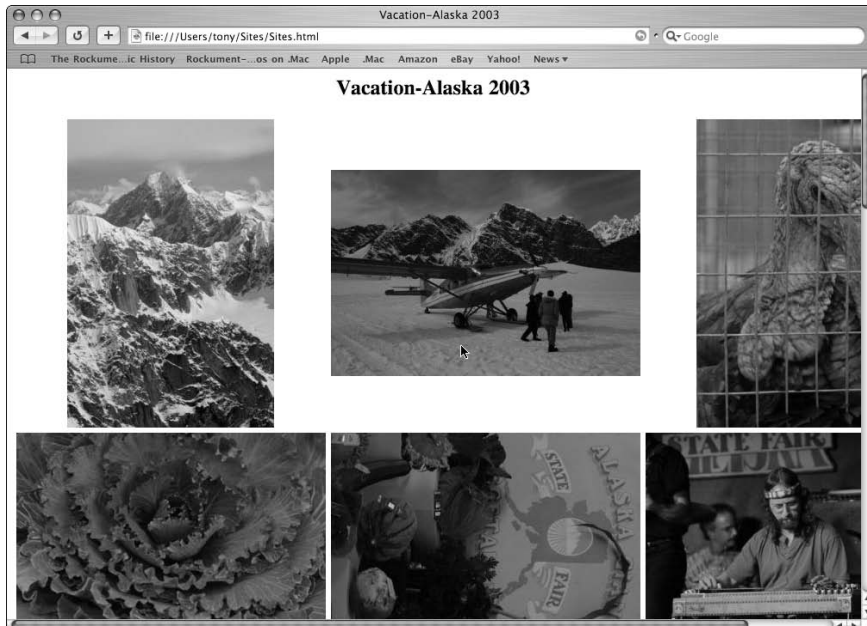 Vacation-Alaska 2003
file:///Users/tony/Sites/Sites.html
Google
The Rockume...ic History Rockument-...os on .Mac Apple .Mac Amazon eBay Yahoo! News
Vacation-Alaska 2003
STATE
FAIR
ALASKA
STATE FAIR